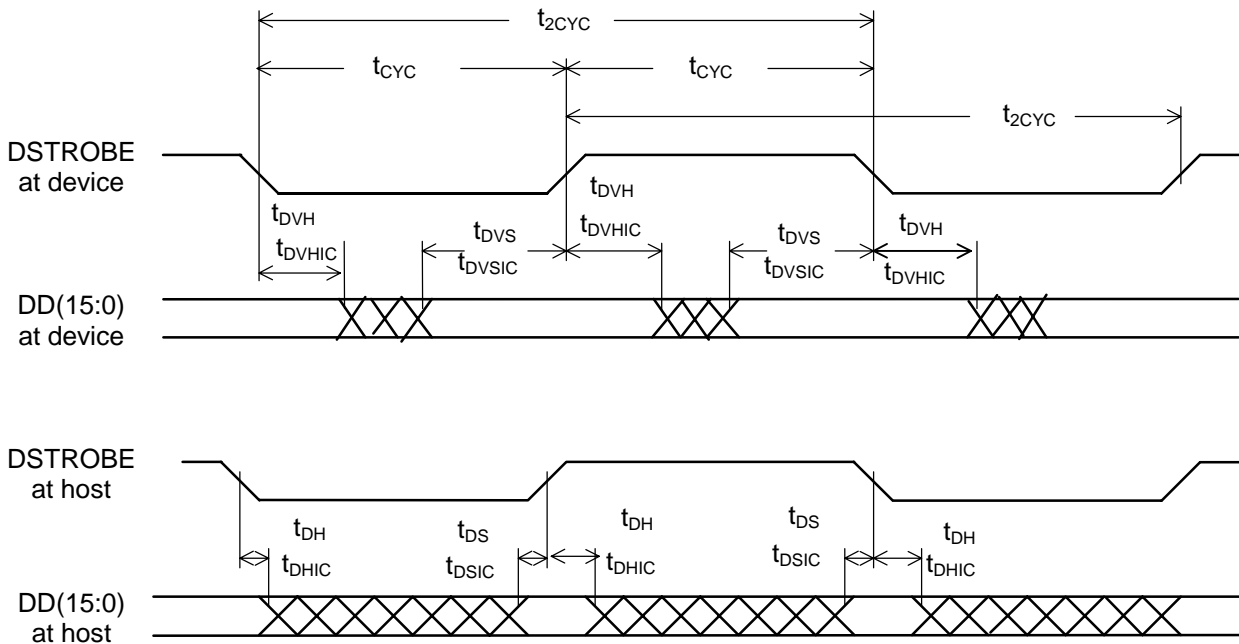 t2CYC
tCYC tCYC
t2CYC
DSTROBE
at device
tDVH tDVH tDVH
tDVHIC tDVS tDVHIC tDVS tDVHIC
tDVSIC tDVSIC
DD(15:0)
at device
DSTROBE
at host
tDH tDS tDH tDS tDH
tDHIC tDSIC tDHIC tDSIC tDHIC
DD(15:0)
at host